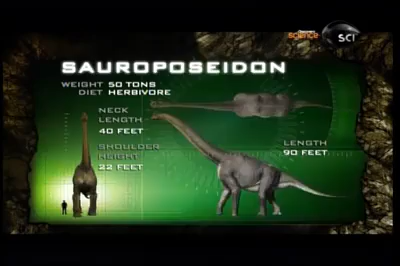 Discovery
science
SCI
SAUROPOSEIDON
WEIGHT 50 TONS
DIET HERBIVORE
NECK
LENGTH
40 FEET
SHOULDER
HEIGHT
22 FEET
LENGTH
90 FEET